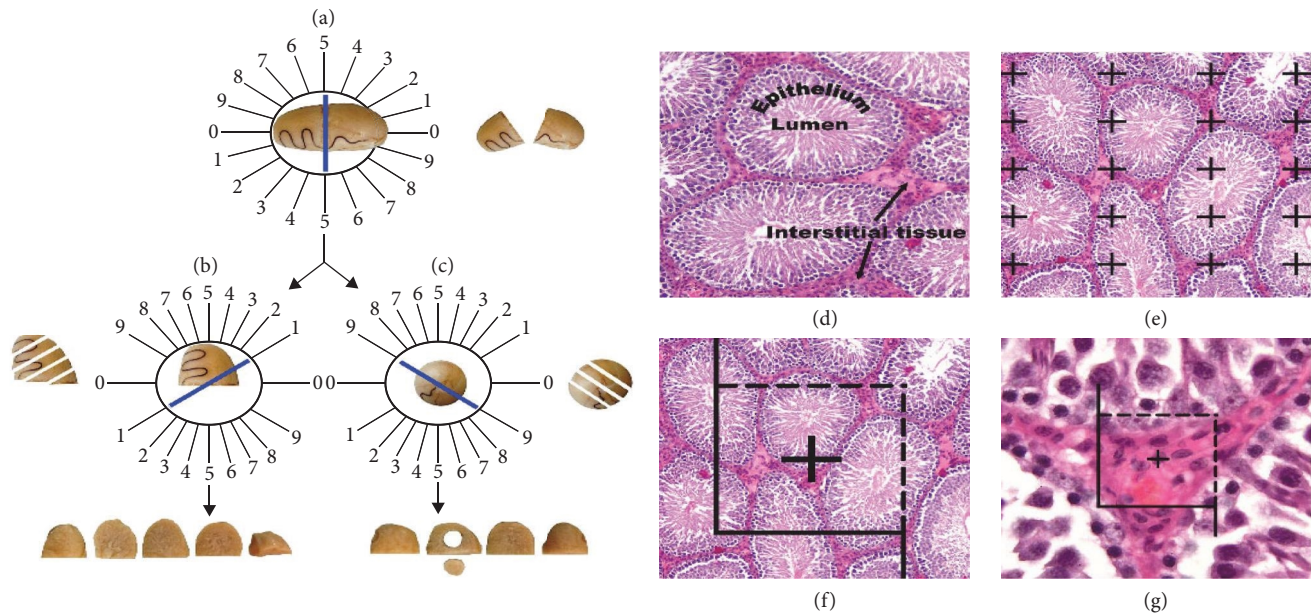 (a)
0 9 8 7 6 5 4 3 2 1 0
1 2 3 4 5 6 7 8 9
(b)
0 9 8 7 6 5 4 3 2 1 0
1 2 3 4 5 6 7 8 9
(c)
0 9 8 7 6 5 4 3 2 1 0
1 2 3 4 5 6 7 8 9
Epithelium
Lumen
Interstitial tissue
(d)
(e)
(f)
(g)